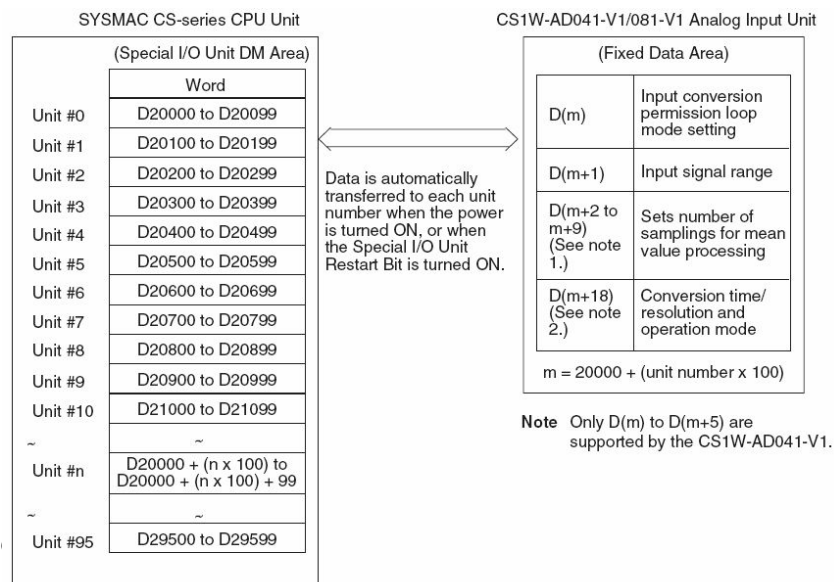 SYSMAC CS-series CPU Unit
(Special I/O Unit DM Area)
Word
Unit #0 D20000 to D20099
Unit #1 D20100 to D20199
Unit #2 D20200 to D20299
Unit #3 D20300 to D20399
Unit #4 D20400 to D20499
Unit #5 D20500 to D20599
Unit #6 D20600 to D20699
Unit #7 D20700 to D20799
Unit #8 D20800 to D20899
Unit #9 D20900 to D20999
Unit #10 D21000 to D21099
~ ~
Unit #n D20000 + (n x 100) to
D20000 + (n x 100) + 99
~ ~
Unit #95 D29500 to D29599
Data is automatically
transferred to each unit
number when the power
is turned ON, or when
the Special I/O Unit
Restart Bit is turned ON.
CS1W-AD041-V1/081-V1 Analog Input Unit
(Fixed Data Area)
D(m)
Input conversion
permission loop
mode setting
D(m+1) Input signal range
D(m+2 to
m+9)
(See note
1.)
Sets number of
samplings for mean
value processing
D(m+18)
(See note
2.)
Conversion time/
resolution and
operation mode
m = 20000 + (unit number x 100)
Note Only D(m) to D(m+5) are
supported by the CS1W-AD041-V1.